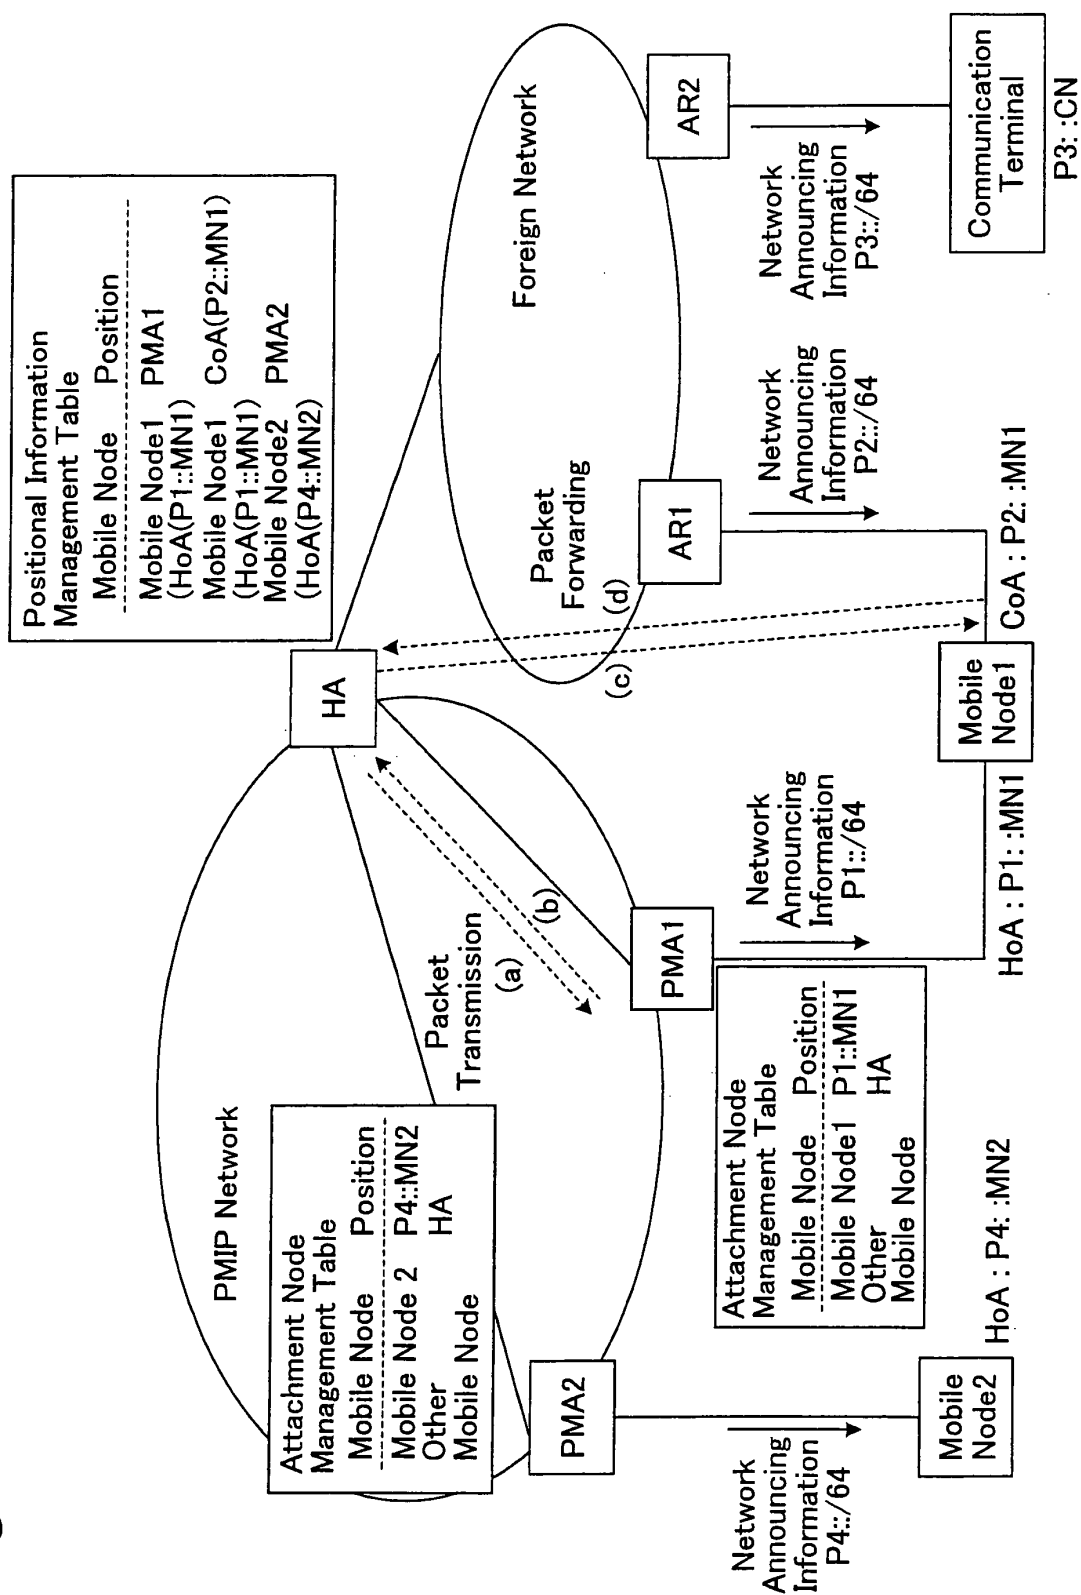 Positional Information
Management Table
Mobile Node Position
Mobile Node1 PMA1
(HoA(P1::MN1)
Mobile Node1 CoA(P2::MN1)
(HoA(P1::MN1)
Mobile Node2 PMA2
(HoA(P4::MN2)
HA
PMIP Network
Foreign Network
Attachment Node
Management Table
Mobile Node Position
Mobile Node 2 P4::MN2
Other HA
Mobile Node
Packet
Transmission
(a)
(b)
Packet
Forwarding
(c)
(d)
PMA2
PMA1
AR1
AR2
Network
Announcing
Information
P4::/64
Attachment Node
Management Table
Mobile Node Position
Mobile Node1 P1::MN1
Other HA
Mobile Node
Network
Announcing
Information
P1::/64
Network
Announcing
Information
P2::/64
Network
Announcing
Information
P3::/64
Mobile
Node2
HoA : P4: :MN2
HoA : P1: :MN1
Mobile
Node1
CoA : P2: :MN1
Communication
Terminal
P3: :CN